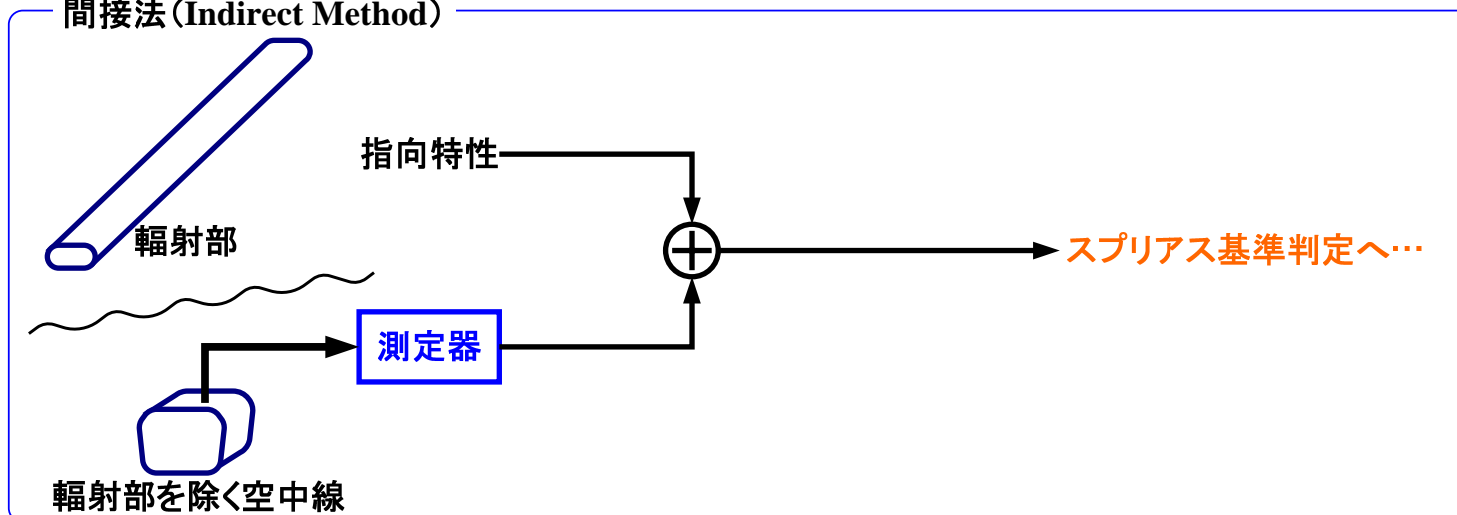 間接法（Indirect Method）
指向特性
輻射部
スプリアス基準判定へ…
測定器
輻射部を除く空中線